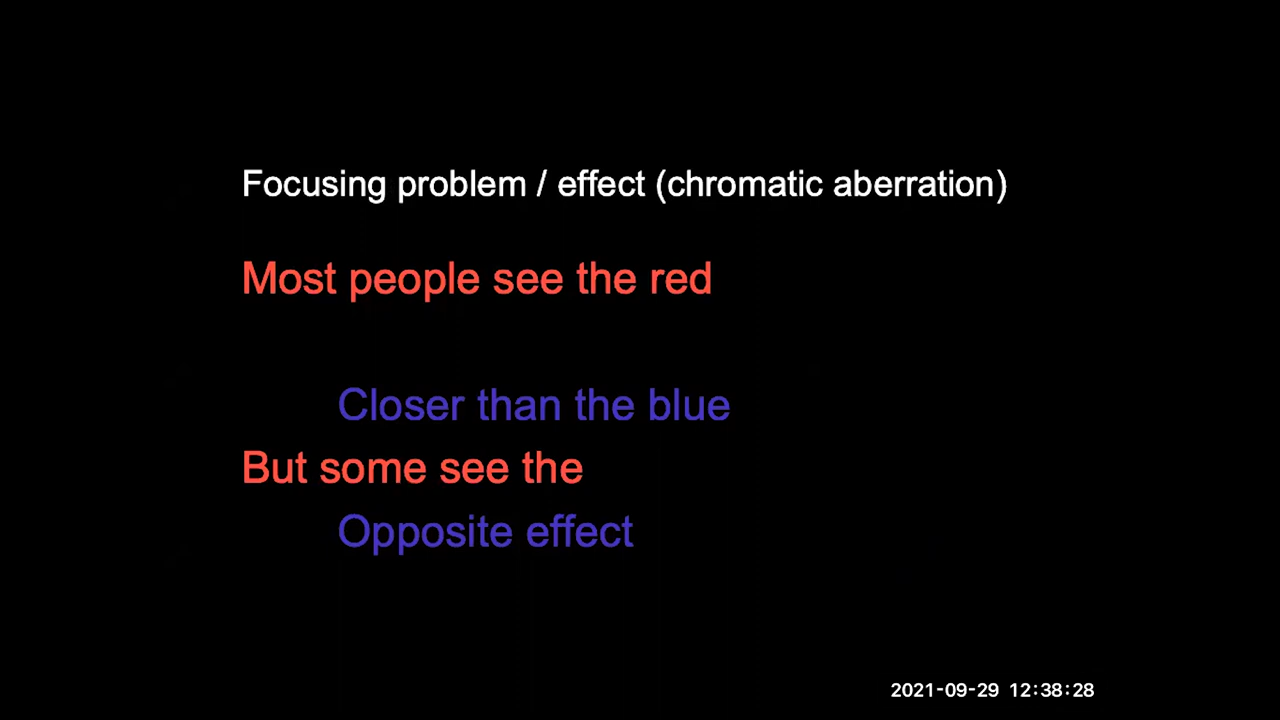 Focusing problem / effect (chromatic aberration)
Most people see the red
Closer than the blue
But some see the
Opposite effect
2021-09-29 12:38:28